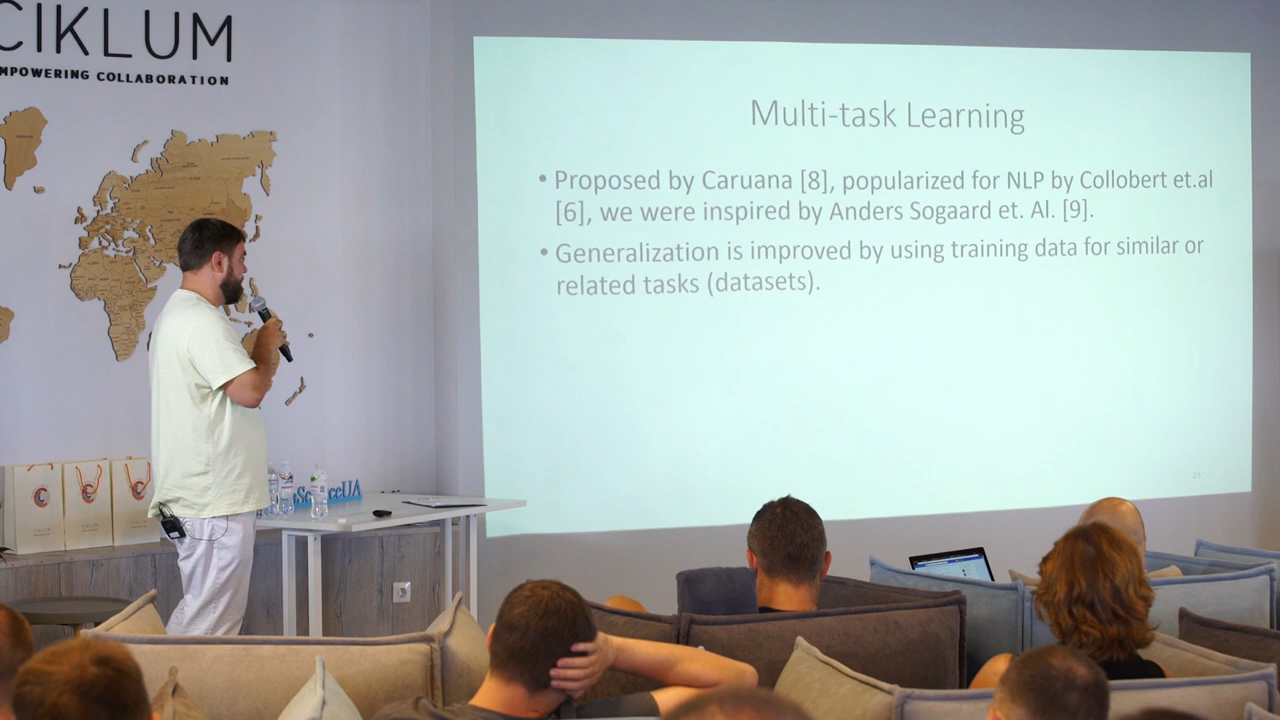 CIKLUM
MPOWERING COLLABORATION
Multi-task Learning
• Proposed by Caruana [8], popularized for NLP by Collobert et.al
[6], we were inspired by Anders Sogaard et. Al. [9].
• Generalization is improved by using training data for similar or
related tasks (datasets).